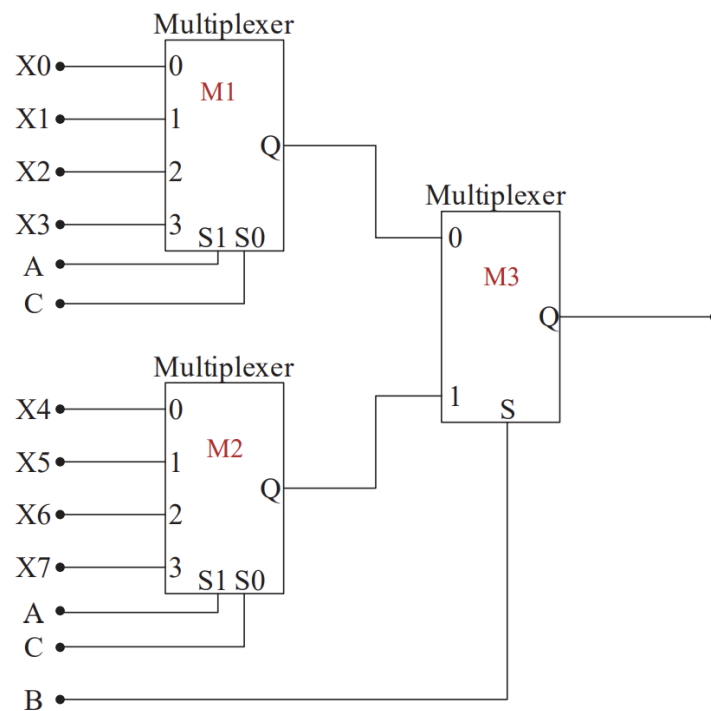 Multiplexer
X0 0
M1
X1 1
Q
X2 2
X3 3
S1 S0
A
C
Multiplexer
0
M3
Q
1
S
Multiplexer
X4 0
M2
X5 1
Q
X6 2
X7 3
S1 S0
A
C
B